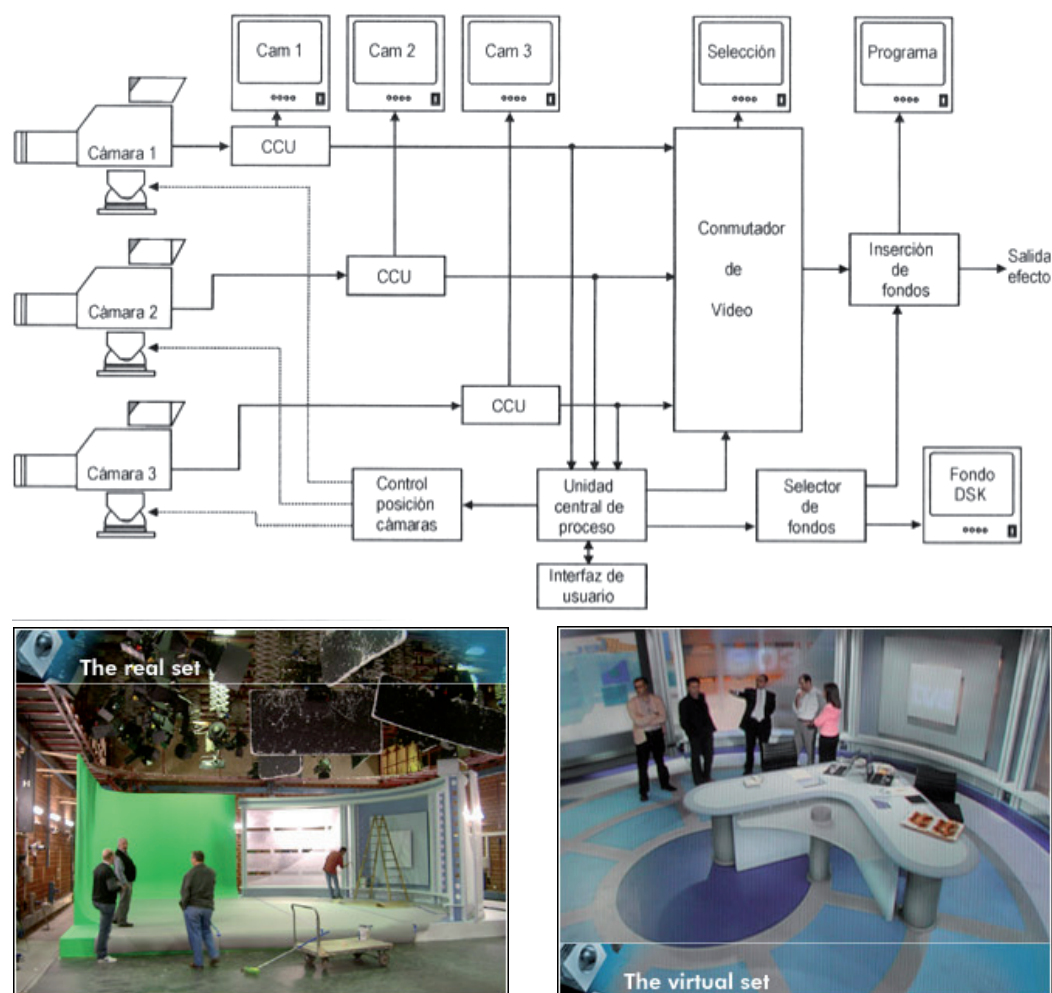 Cam 1
Cam 2
Cam 3
Selección
Programa
Cámara 1
CCU
Cámara 2
CCU
Conmutador
de
Vídeo
Inserción
de
fondos
Salida
efecto
Cámara 3
CCU
Control
posición
cámaras
Unidad
central de
proceso
Selector
de
fondos
Fondo
DSK
Interfaz de
usuario
The real set
03
The virtual set